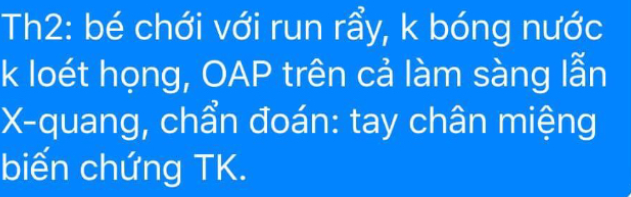 Th2: bé chới với run rẩy, k bóng nước
k loét họng, OAP trên cả làm sàng lẫn
X-quang, chẩn đoán: tay chân miệng
biến chứng TK.